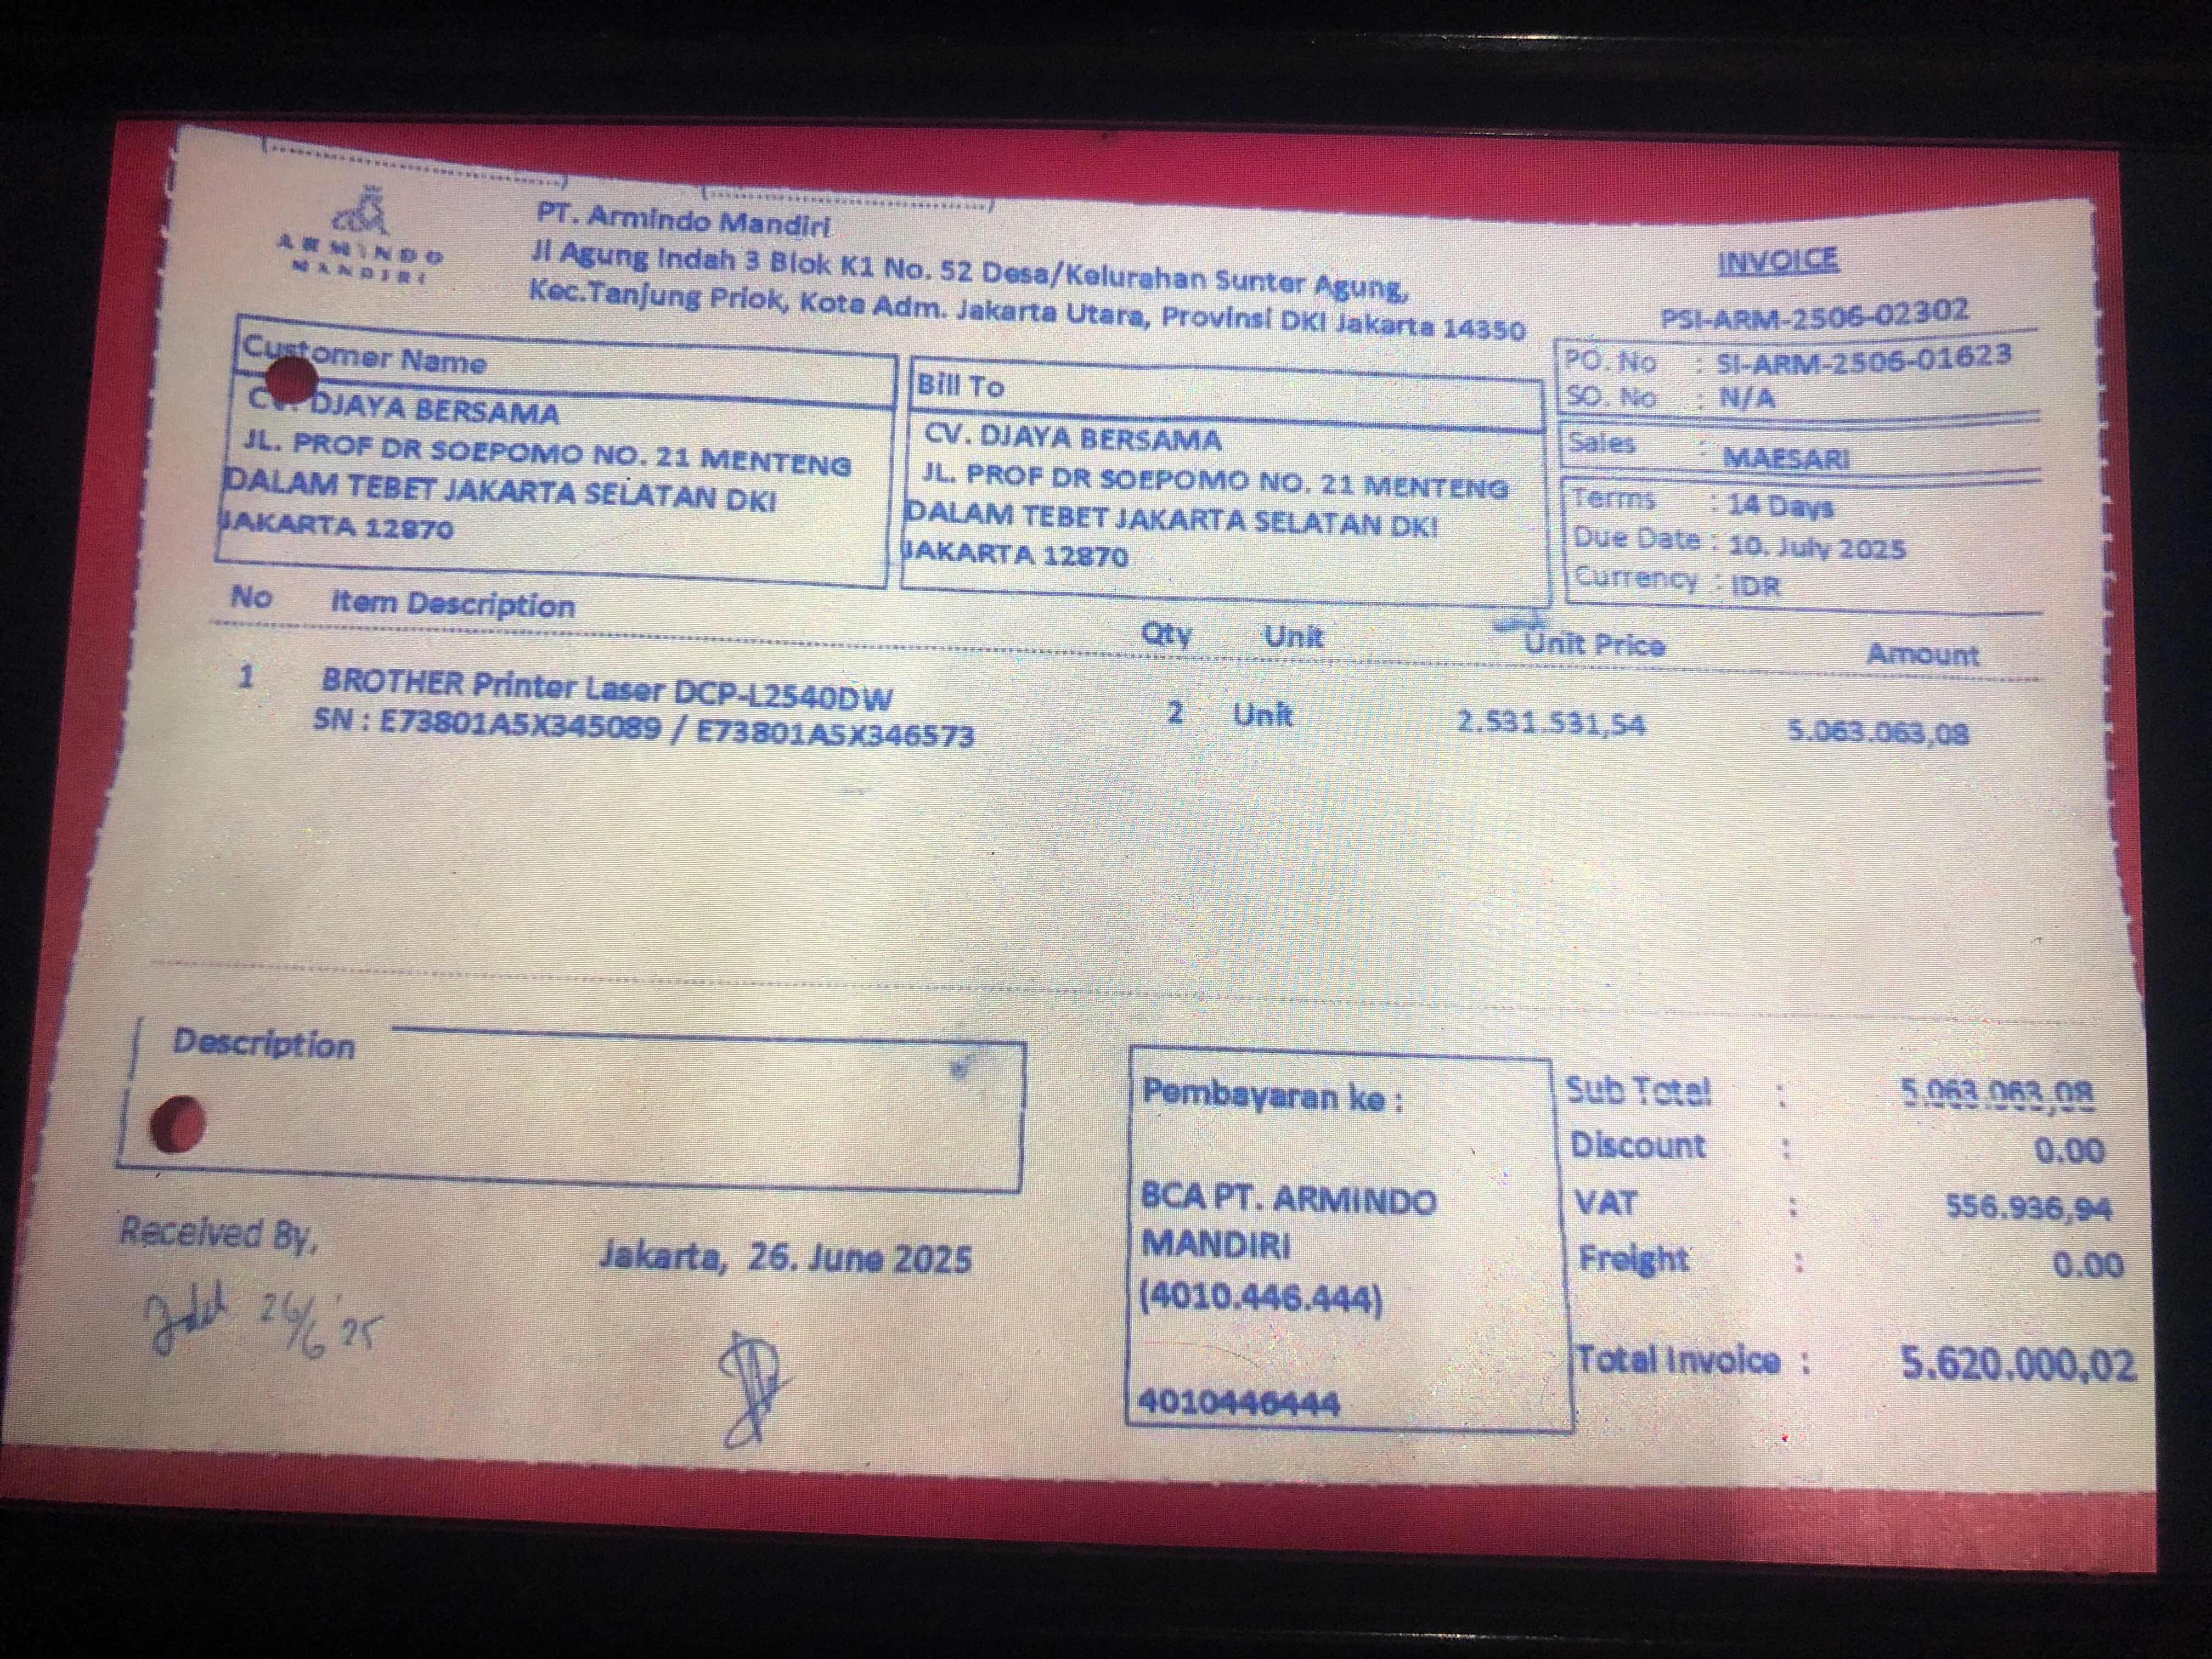 ARMINDO
MANDIRI
PT. Armindo Mandiri
Jl Agung Indah 3 Blok K1 No. 52 Desa/Kelurahan Sunter Agung,
Kec.Tanjung Priok, Kota Adm. Jakarta Utara, Provinsi DKI Jakarta 14350
INVOICE
PSI-ARM-2506-02302
PO. No : SI-ARM-2506-01623
SO. No : N/A
Sales : MAESARI
Terms : 14 Days
Due Date : 10. July 2025
Currency : IDR
Customer Name
CV. DJAYA BERSAMA
JL. PROF DR SOEPOMO NO. 21 MENTENG
DALAM TEBET JAKARTA SELATAN DKI
JAKARTA 12870
Bill To
CV. DJAYA BERSAMA
JL. PROF DR SOEPOMO NO. 21 MENTENG
DALAM TEBET JAKARTA SELATAN DKI
JAKARTA 12870
No Item Description Qty Unit Unit Price Amount
1 BROTHER Printer Laser DCP-L2540DW 2 Unit 2.531.531,54 5.063.063,08
SN : E73801A5X345089 / E73801A5X346573
Description
Received By,
26/6 '25
Jakarta, 26. June 2025
Pembayaran ke :
BCA PT. ARMINDO
MANDIRI
(4010.446.444)
4010446444
Sub Total : 5.063.063,08
Discount : 0.00
VAT : 556.936,94
Freight : 0.00
Total Invoice : 5.620.000,02